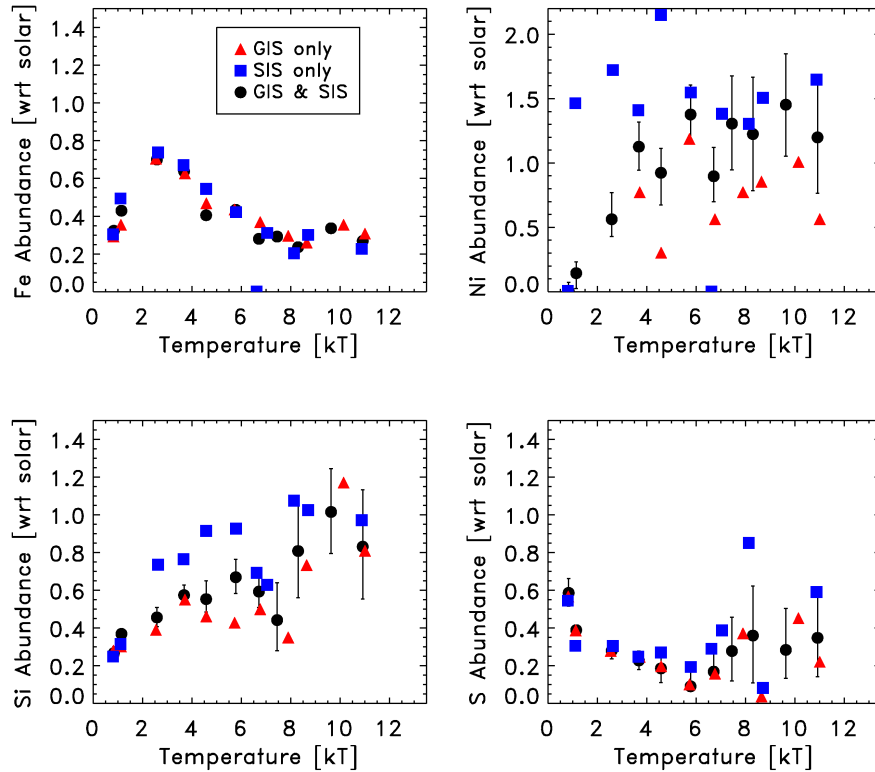 GIS only
SIS only
GIS & SIS
Fe Abundance [wrt solar]
1.4
1.2
1.0
0.8
0.6
0.4
0.2
0.0
0 2 4 6 8 10 12
Temperature [kT]
Ni Abundance [wrt solar]
2.0
1.5
1.0
0.5
0.0
0 2 4 6 8 10 12
Temperature [kT]
Si Abundance [wrt solar]
1.4
1.2
1.0
0.8
0.6
0.4
0.2
0.0
0 2 4 6 8 10 12
Temperature [kT]
S Abundance [wrt solar]
1.4
1.2
1.0
0.8
0.6
0.4
0.2
0.0
0 2 4 6 8 10 12
Temperature [kT]